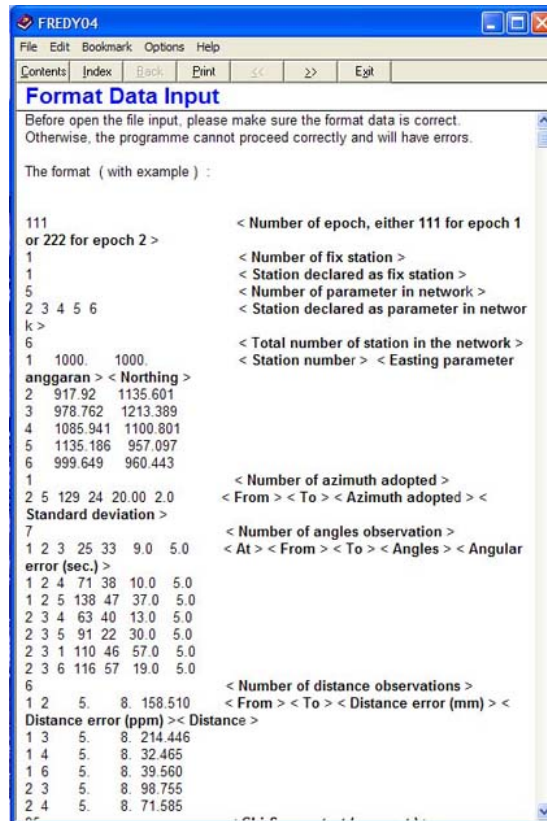 FREDY04
File Edit Bookmark Options Help
Contents Index Back Print << >> Exit
Format Data Input
Before open the file input, please make sure the format data is correct.
Otherwise, the programme cannot proceed correctly and will have errors.
The format ( with example ) :
111 < Number of epoch, either 111 for epoch 1
or 222 for epoch 2 >
1 < Number of fix station >
1 < Station declared as fix station >
5 < Number of parameter in network >
2 3 4 5 6 < Station declared as parameter in networ
k >
6 < Total number of station in the network >
1 1000. 1000. < Station number > < Easting parameter
anggaran > < Northing >
2 917.92 1135.601
3 978.762 1213.389
4 1085.941 1100.801
5 1135.186 957.097
6 999.649 960.443
1 < Number of azimuth adopted >
2 5 129 24 20.00 2.0 < From > < To > < Azimuth adopted > <
Standard deviation >
7 < Number of angles observation >
1 2 3 25 33 9.0 5.0 < At > < From > < To > < Angles > < Angular
error (sec.) >
1 2 4 71 38 10.0 5.0
1 2 5 138 47 37.0 5.0
2 3 4 63 40 13.0 5.0
2 3 5 91 22 30.0 5.0
2 3 1 110 46 57.0 5.0
2 3 6 116 57 19.0 5.0
6 < Number of distance observations >
1 2 5. 8. 158.510 < From > < To > < Distance error (mm) > <
Distance error (ppm) >< Distance >
1 3 5. 8. 214.446
1 4 5. 8. 32.465
1 6 5. 8. 39.560
2 3 5. 8. 98.755
2 4 5. 8. 71.585